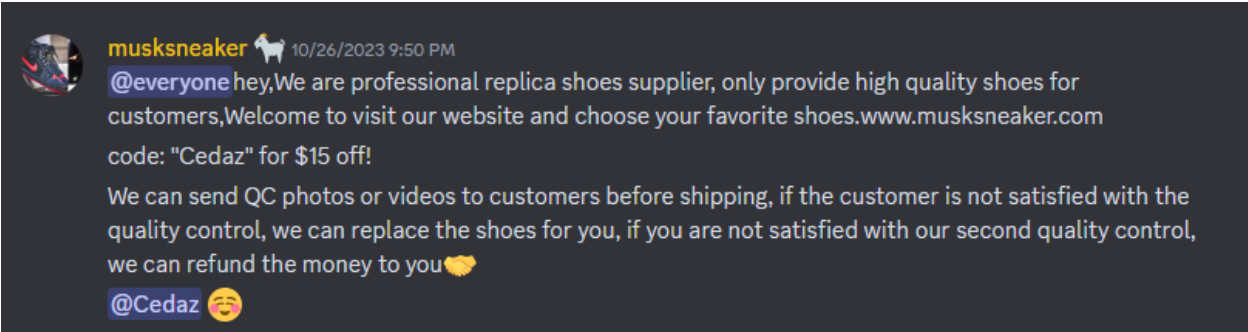 musksneaker 🐐 10/26/2023 9:50 PM
@everyone hey,We are professional replica shoes supplier, only provide high quality shoes for
customers,Welcome to visit our website and choose your favorite shoes.www.musksneaker.com
code: "Cedaz" for $15 off!
We can send QC photos or videos to customers before shipping, if the customer is not satisfied with the
quality control, we can replace the shoes for you, if you are not satisfied with our second quality control,
we can refund the money to you🤝
@Cedaz ☺️